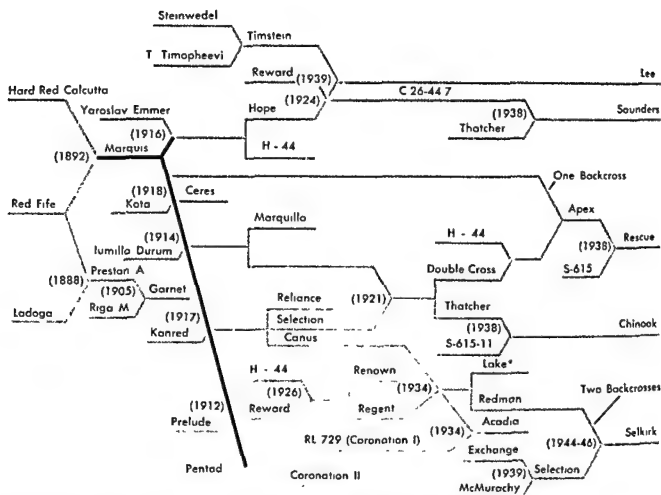 Steinwedel
Timstein
T Timopheevi
Reward
(1939)
Lee
Hard Red Calcutta
(1924)
C 26-44 7
Yaroslav Emmer
Hope
(1938)
Saunders
(1916)
Thatcher
Marquis
H - 44
(1892)
One Backcross
(1918)
Ceres
Red Fife
Kota
Marquillo
Apex
(1914)
H - 44
(1938)
Rescue
Iumillo Durum
S-615
Prestan A
Double Cross
(1888)
(1905)
Garnet
Reliance
(1921)
Thatcher
Ladoga
Riga M
(1917)
Selection
(1938)
Chinook
Kanred
Canus
S-615-11
H - 44
Renown
Lake*
(1926)
(1934)
Two Backcrosses
(1912)
Reward
Regent
Redman
Prelude
Acadia
RL 729 (Coronation I)
(1934)
(1944-46)
Selkirk
Exchange
Pentad
Coronation II
(1939)
Selection
McMurachy